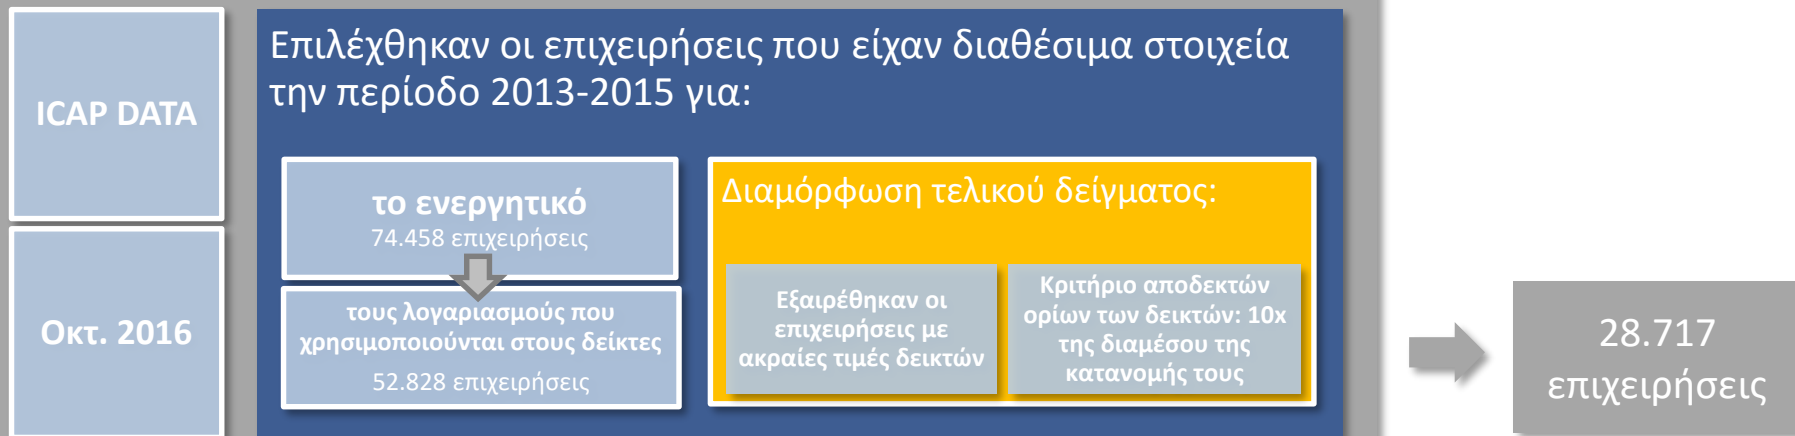 ICAP DATA
Οκτ. 2016
Επιλέχθηκαν οι επιχειρήσεις που είχαν διαθέσιμα στοιχεία
την περίοδο 2013-2015 για:
το ενεργητικό
74.458 επιχειρήσεις
τους λογαριασμούς που
χρησιμοποιούνται στους δείκτες
52.828 επιχειρήσεις
Διαμόρφωση τελικού δείγματος:
Εξαιρέθηκαν οι
επιχειρήσεις με
ακραίες τιμές δεικτών
Κριτήριο αποδεκτών
ορίων των δεικτών: 10x
της διαμέσου της
κατανομής τους
28.717
επιχειρήσεις